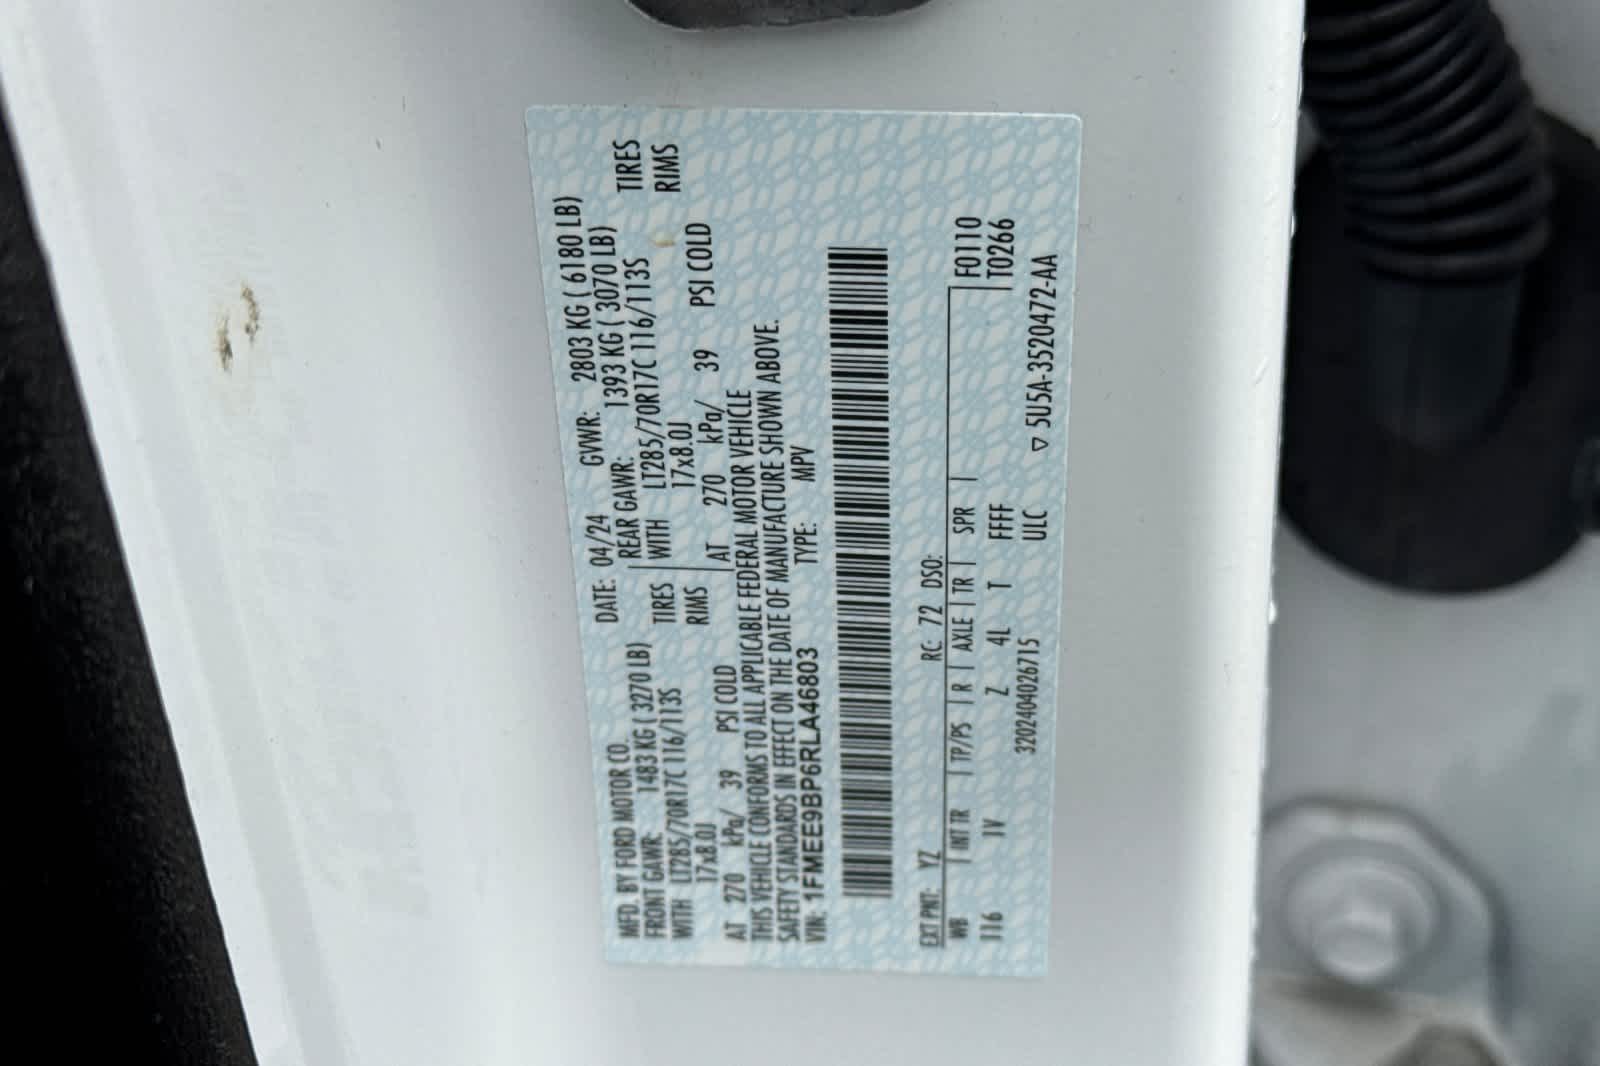 MFD. BY FORD MOTOR CO. DATE: 04/24 GVWR: 2803 KG ( 6180 LB)
FRONT GAWR: 1483 KG ( 3270 LB) REAR GAWR: 1393 KG ( 3070 LB)
WITH LT285/70R17C 116/113S TIRES WITH LT285/70R17C 116/113S TIRES
17x8.0J RIMS 17x8.0J RIMS
AT 270 kPa/ 39 PSI COLD AT 270 kPa/ 39 PSI COLD
THIS VEHICLE CONFORMS TO ALL APPLICABLE FEDERAL MOTOR VEHICLE
SAFETY STANDARDS IN EFFECT ON THE DATE OF MANUFACTURE SHOWN ABOVE.
VIN: 1FMEE9BP6RLA46803 TYPE: MPV
EXT PNT: YZ RC: 72 DSO:
WB INT TR TP/PS R AXLE TR SPR F0110
116 1V Z 4L T FFFF T0266
320240402671​5 ULC ▽ 5U5A-3520472-AA